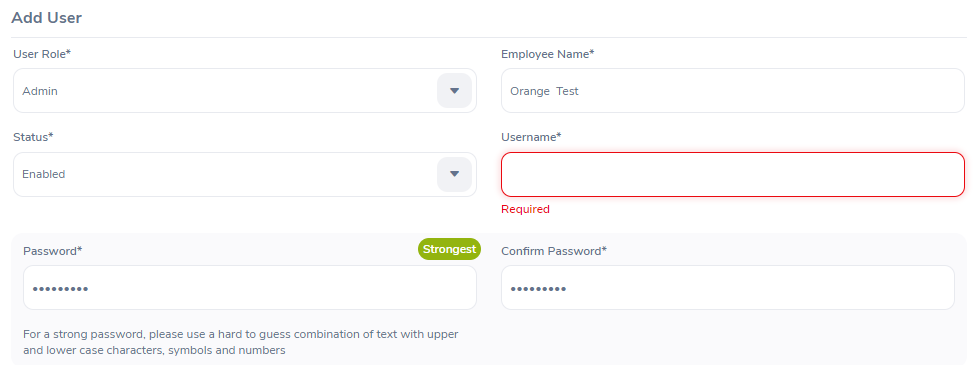 Add User
User Role*
Employee Name*
Admin
Orange  Test
Status*
Username*
Enabled
Required
Password*
Strongest
Confirm Password*
•••••••••
•••••••••
For a strong password, please use a hard to guess combination of text with upper
and lower case characters, symbols and numbers